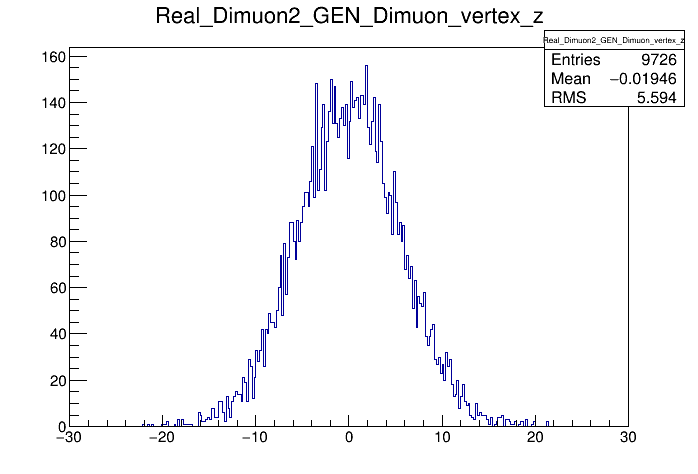 Real_Dimuon2_GEN_Dimuon_vertex_z
Real_Dimuon2_GEN_Dimuon_vertex_z
Entries 9726
Mean −0.01946
RMS 5.594
160
140
120
100
80
60
40
20
0
−30 −20 −10 0 10 20 30